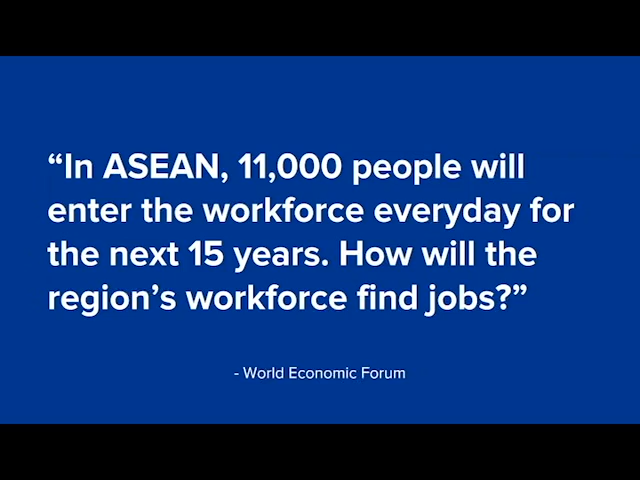 “In ASEAN, 11,000 people will
enter the workforce everyday for
the next 15 years. How will the
region’s workforce find jobs?”
- World Economic Forum